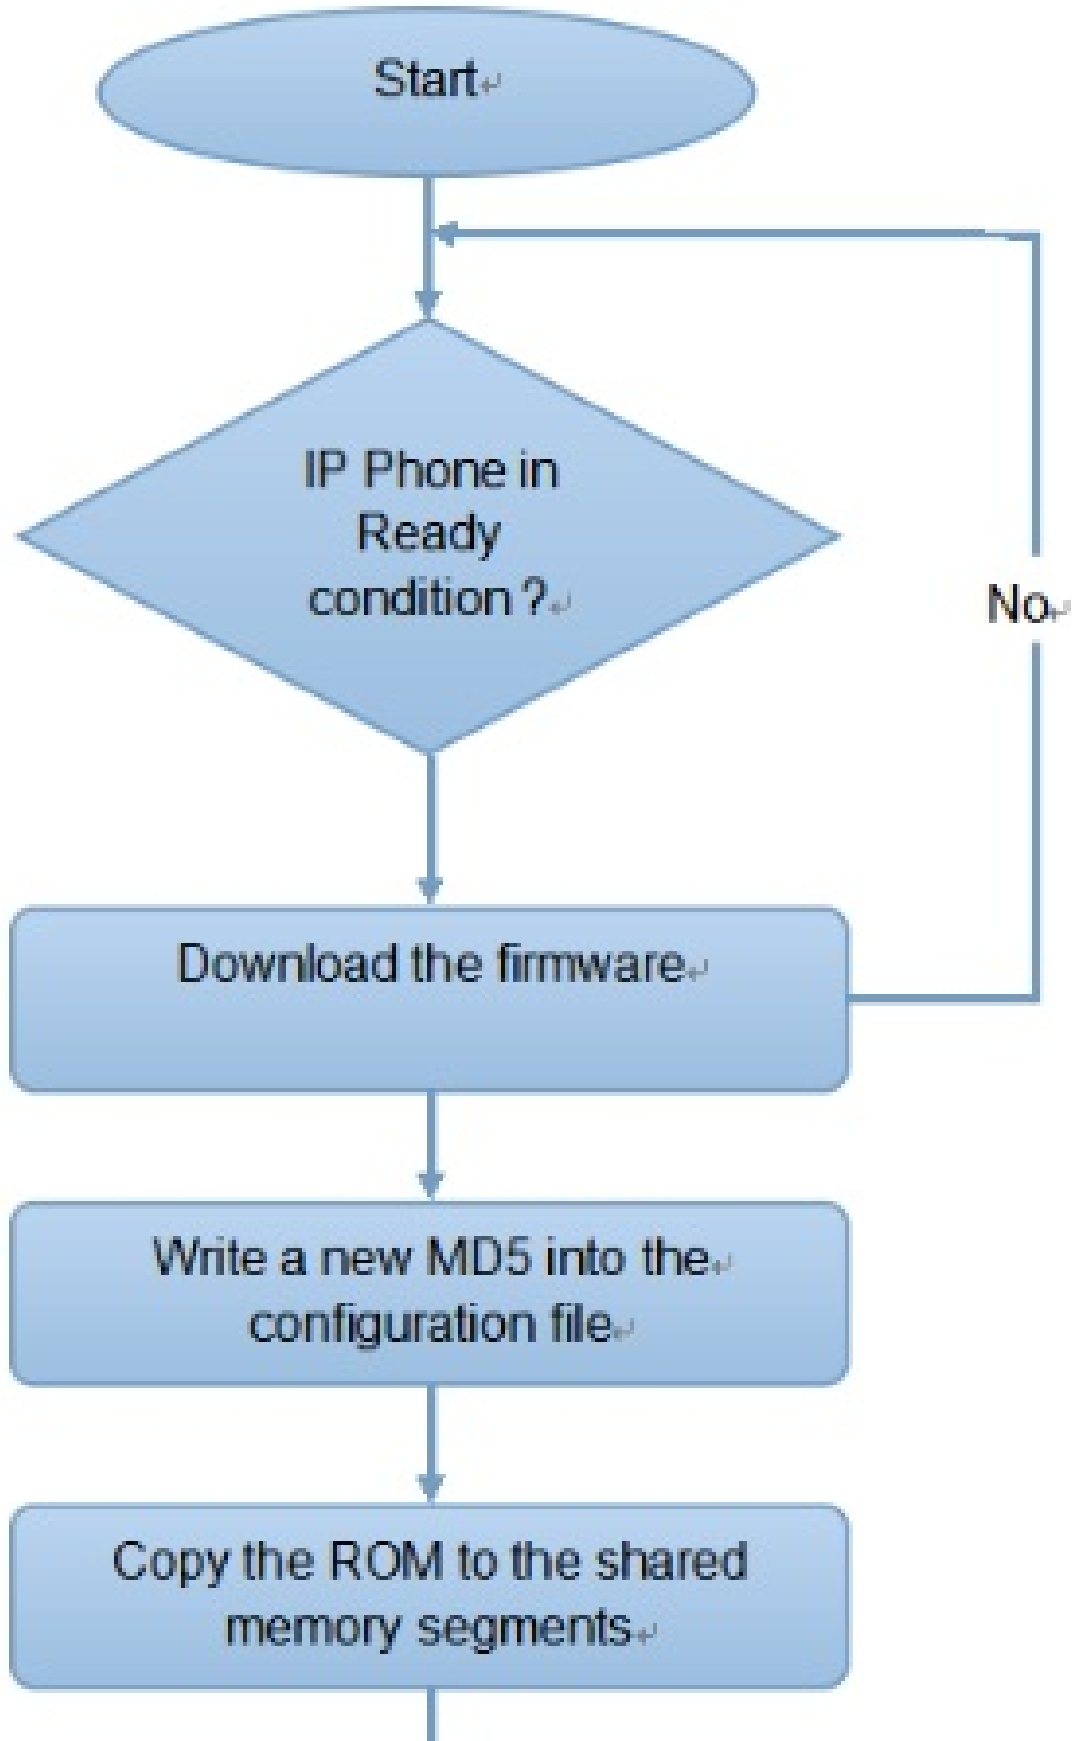 Start
IP Phone in
Ready
condition ?
No
Download the firmware
Write a new MD5 into the
configuration file
Copy the ROM to the shared
memory segments